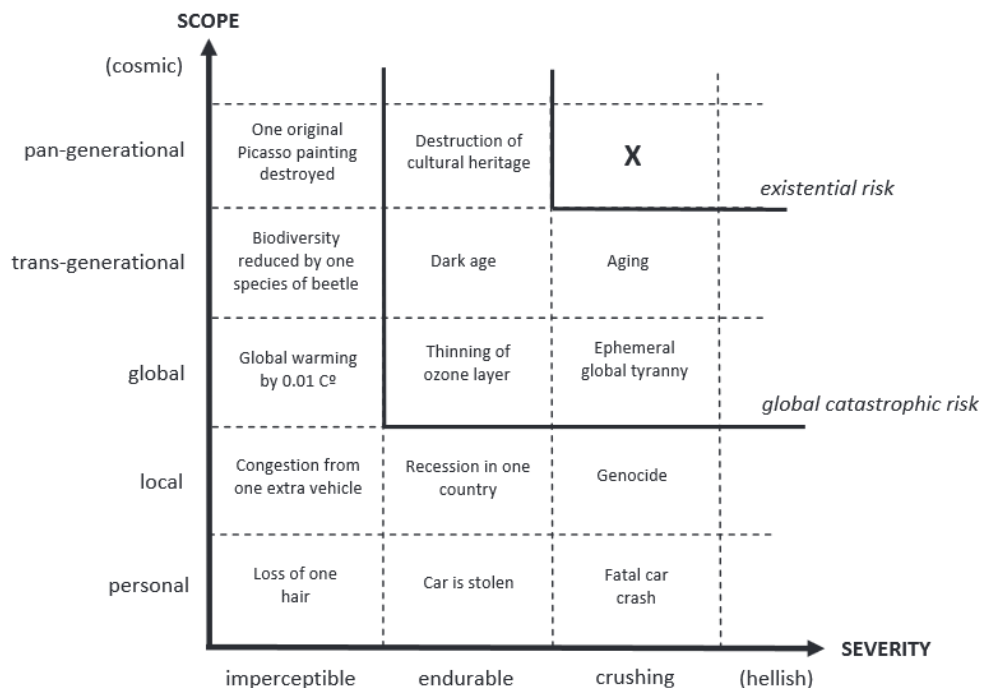 SCOPE
(cosmic)
pan-generational
One original
Picasso painting
destroyed
Destruction of
cultural heritage
X
existential risk
trans-generational
Biodiversity
reduced by one
species of beetle
Dark age
Aging
global
Global warming
by 0.01 Cº
Thinning of
ozone layer
Ephemeral
global tyranny
global catastrophic risk
local
Congestion from
one extra vehicle
Recession in one
country
Genocide
personal
Loss of one
hair
Car is stolen
Fatal car
crash
SEVERITY
imperceptible
endurable
crushing
(hellish)